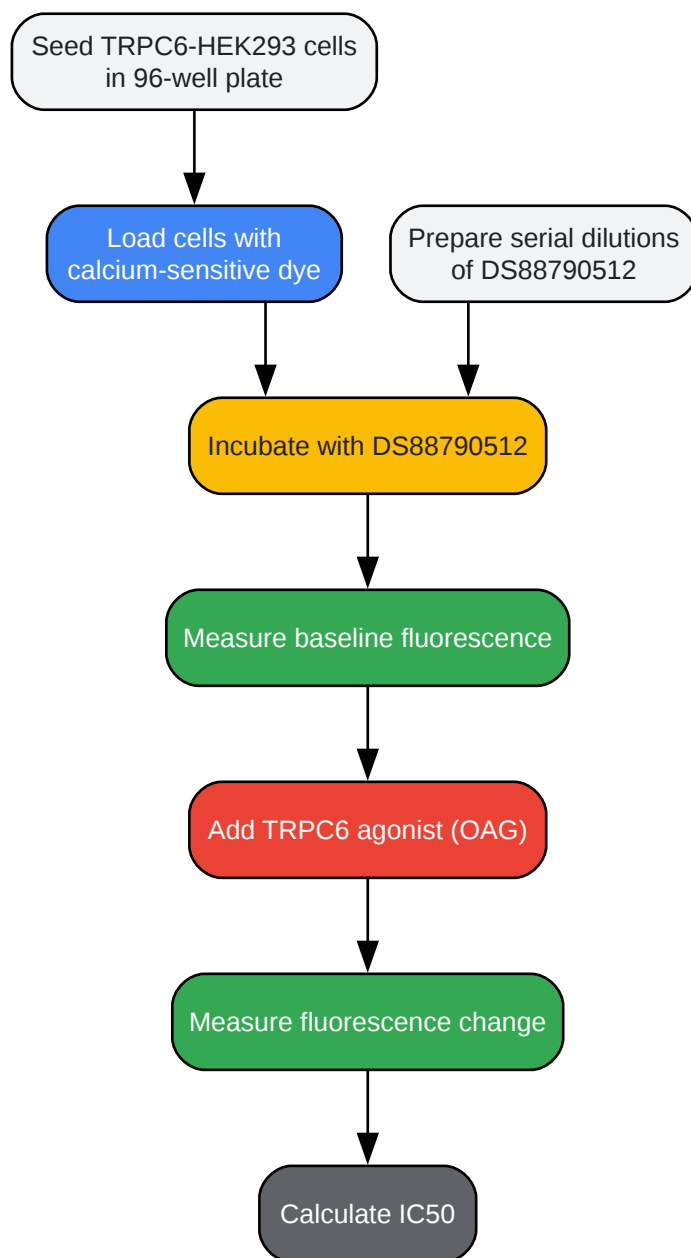 Seed TRPC6-HEK293 cells
in 96-well plate
Load cells with
calcium-sensitive dye
Prepare serial dilutions
of DS88790512
Incubate with DS88790512
Measure baseline fluorescence
Add TRPC6 agonist (OAG)
Measure fluorescence change
Calculate IC50